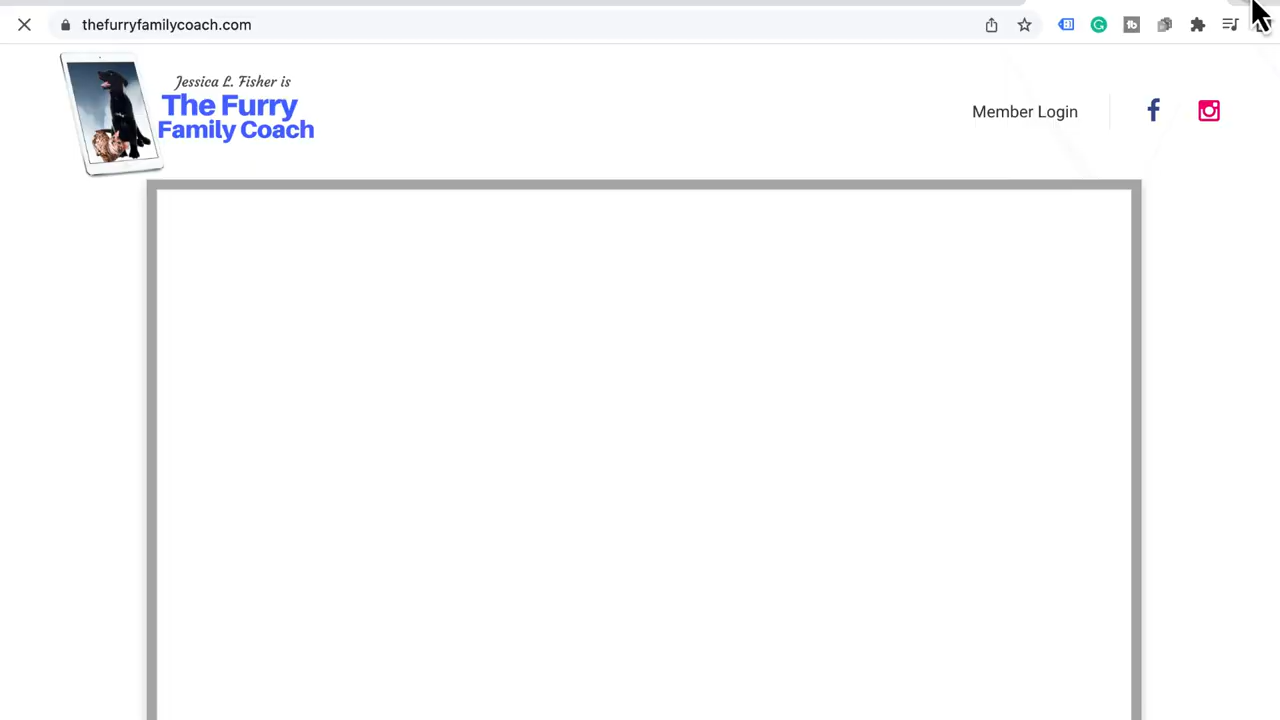 thefurryfamilycoach.com
Jessica L. Fisher is
The Furry
Family Coach
Member Login